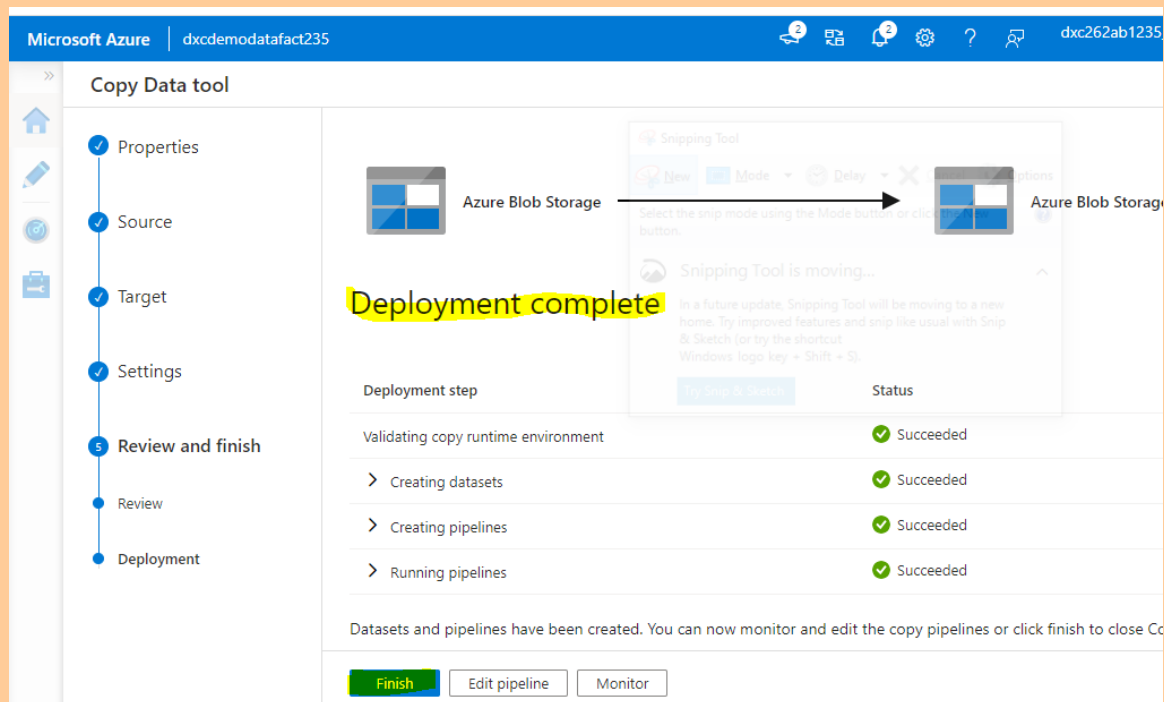 Microsoft Azure dxcdemodatafact235 2 2 ? dxc262ab1235
Copy Data tool
Properties
Source
Target
Settings
5 Review and finish
Review
Deployment
Snipping Tool
New Mode Delay Cancel Options
Select the snip mode using the Mode button or click the New
button.
Azure Blob Storage
Azure Blob Storag
Snipping Tool is moving...
In a future update, Snipping Tool will be moving to a new
home. Try improved features and snip like usual with Snip
& Sketch (or try the shortcut
Windows logo key + Shift + S).
Try Snip & Sketch
Deployment complete
Deployment step Status
Validating copy runtime environment Succeeded
Creating datasets Succeeded
Creating pipelines Succeeded
Running pipelines Succeeded
Datasets and pipelines have been created. You can now monitor and edit the copy pipelines or click finish to close Co
Finish Edit pipeline Monitor